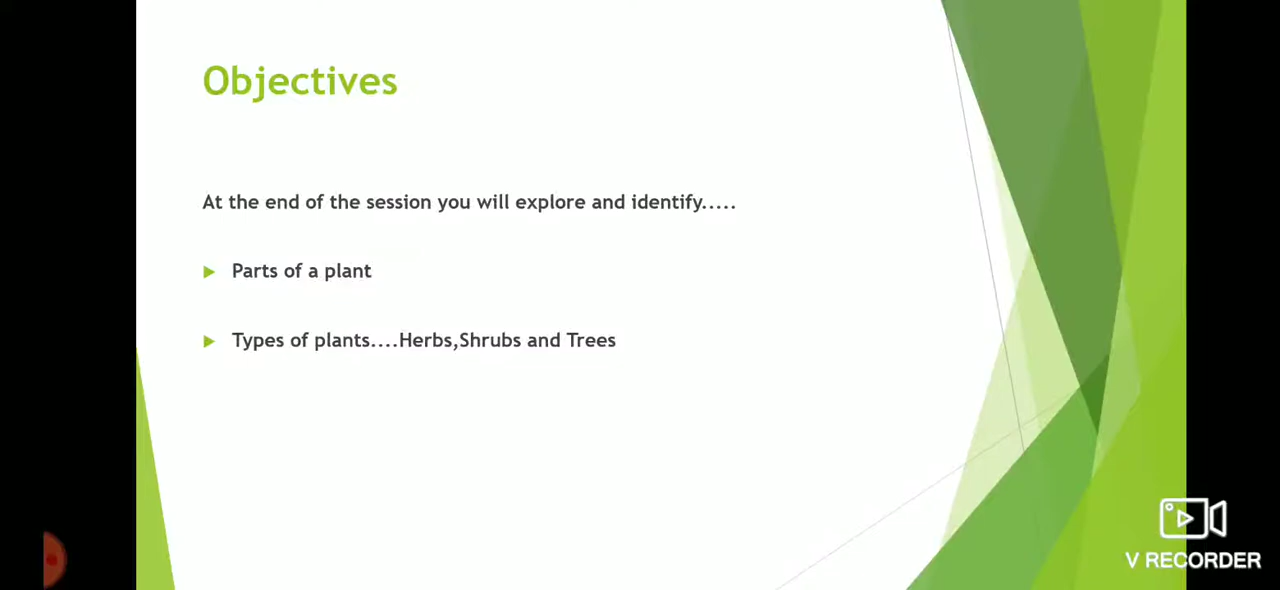 Objectives
At the end of the session you will explore and identify.....
Parts of a plant
Types of plants....Herbs,Shrubs and Trees
V RECORDER